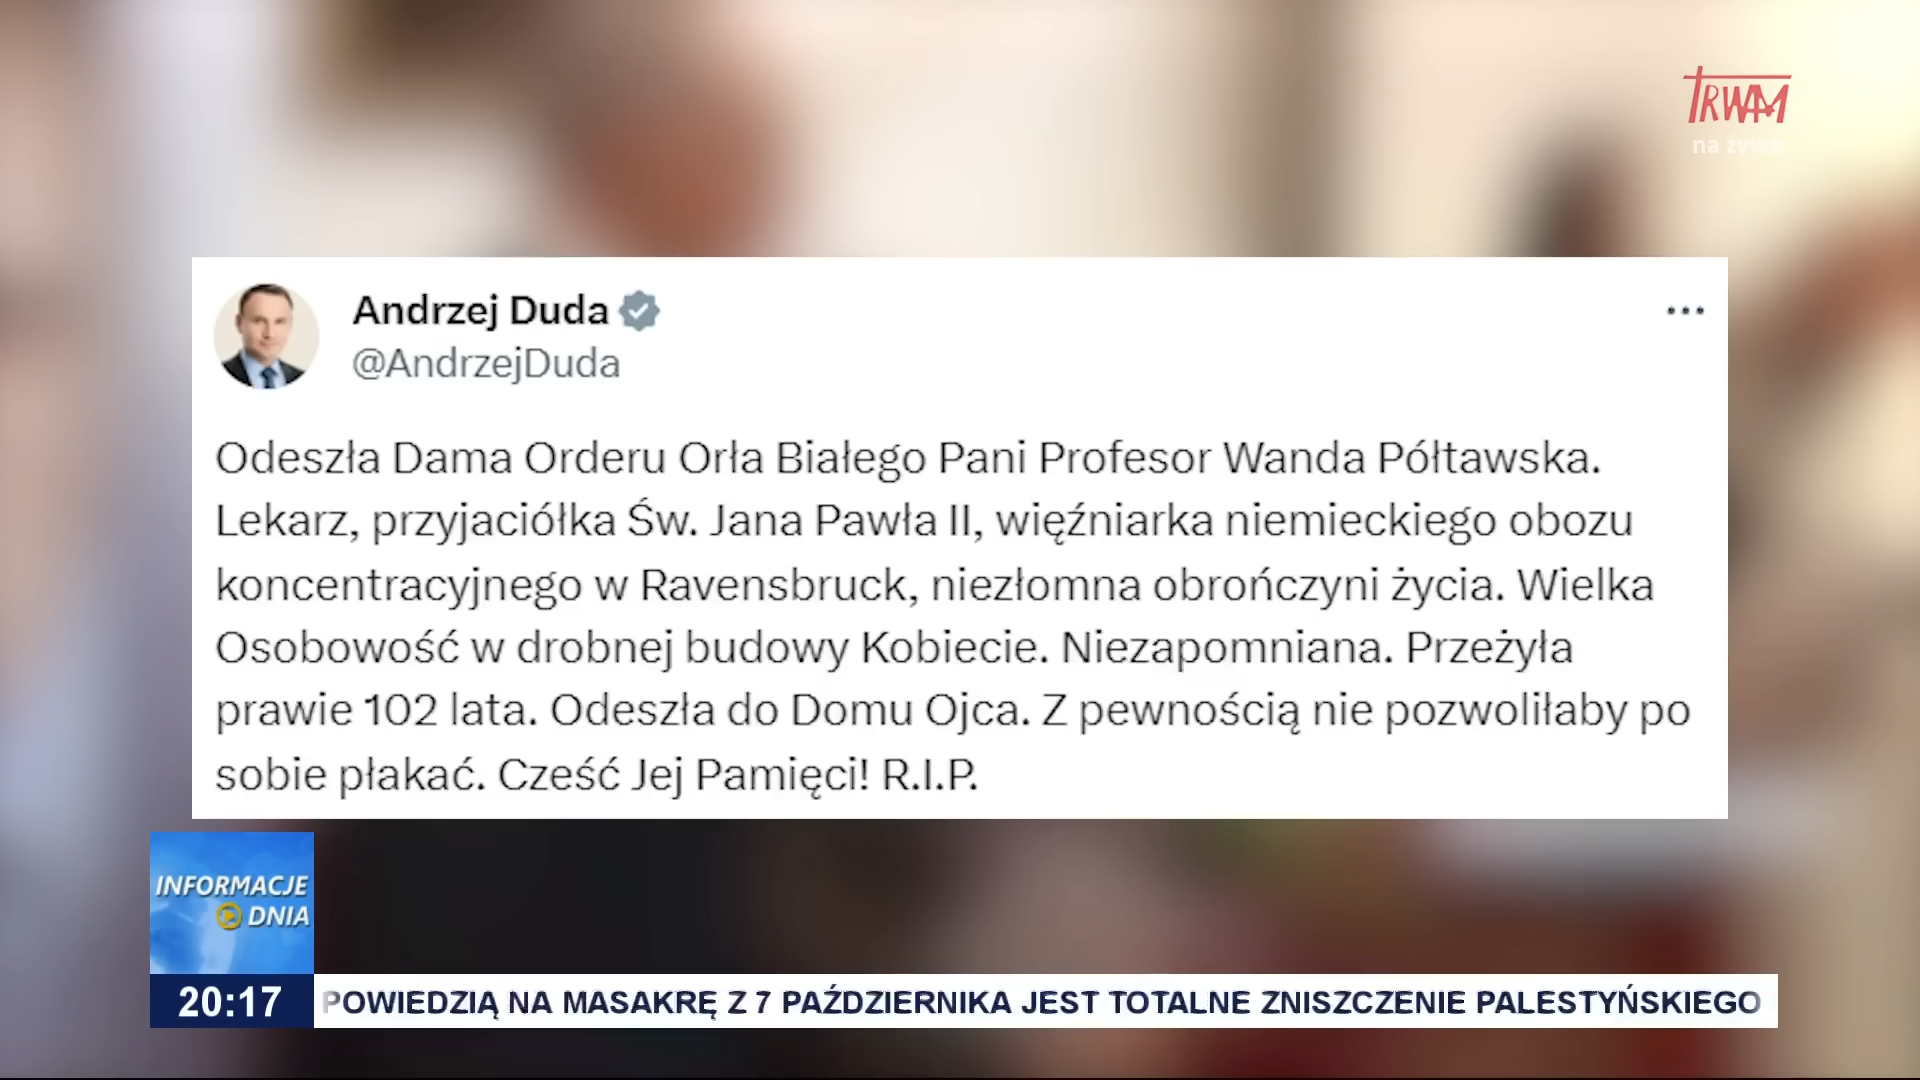 TRWAM
na żywo
Andrzej Duda
@AndrzejDuda
Odeszła Dama Orderu Orła Białego Pani Profesor Wanda Półtawska.
Lekarz, przyjaciółka Św. Jana Pawła II, więźniarka niemieckiego obozu
koncentracyjnego w Ravensbruck, niezłomna obrończyni życia. Wielka
Osobowość w drobnej budowy Kobiecie. Niezapomniana. Przeżyła
prawie 102 lata. Odeszła do Domu Ojca. Z pewnością nie pozwoliłaby po
sobie płakać. Cześć Jej Pamięci! R.I.P.
INFORMACJE
DNIA
20:17 POWIEDZIĄ NA MASAKRĘ Z 7 PAŹDZIERNIKA JEST TOTALNE ZNISZCZENIE PALESTYŃSKIEGO